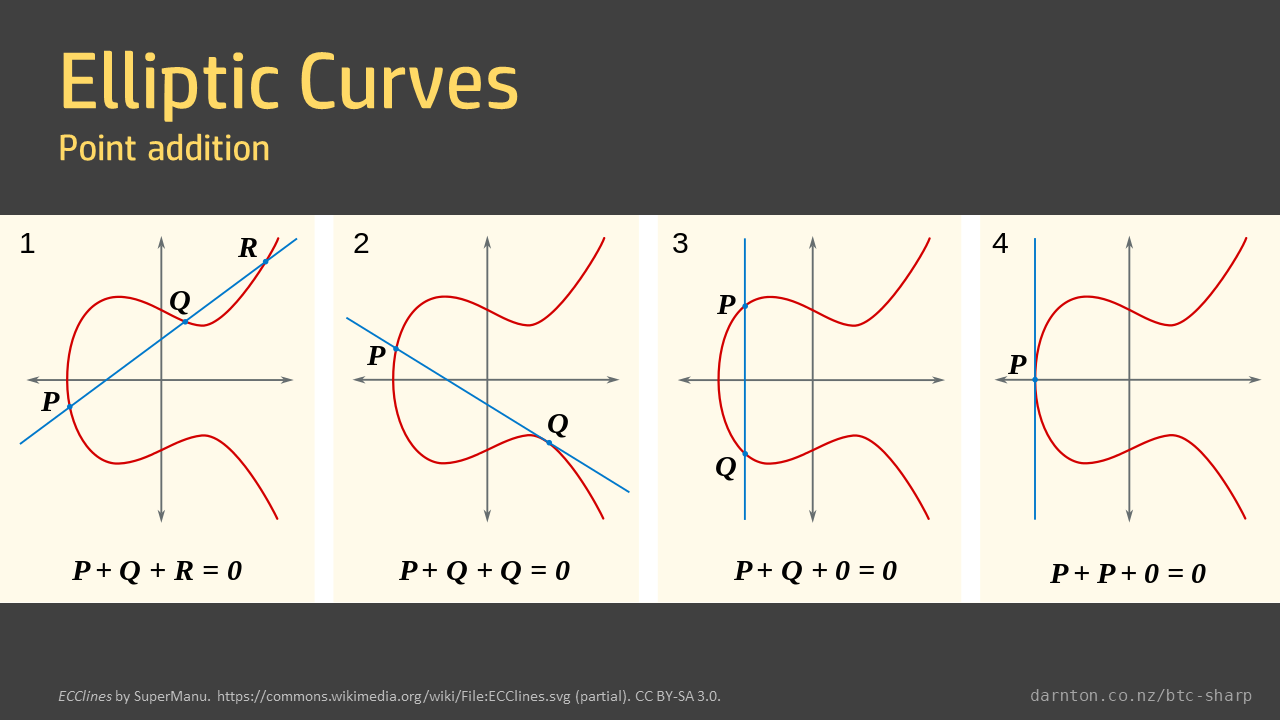 Elliptic Curves
Point addition
1
R
Q
P
P + Q + R = 0
2
P
Q
P + Q + Q = 0
3
P
Q
P + Q + 0 = 0
4
P
P + P + 0 = 0
ECClines by SuperManu. https://commons.wikimedia.org/wiki/File:ECClines.svg (partial). CC BY-SA 3.0.
darnton.co.nz/btc-sharp